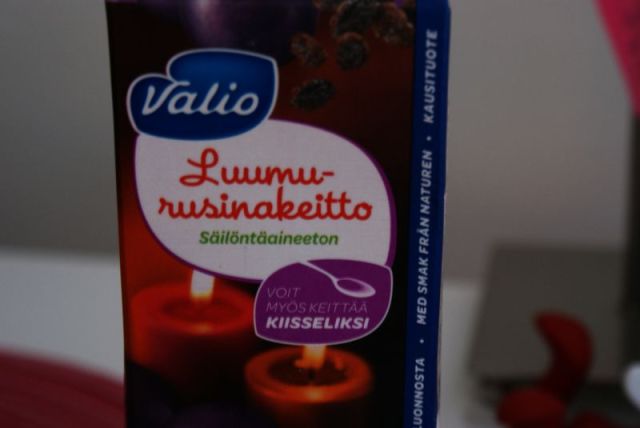 Valio
Luumu-
rusinakeitto
Säilöntäaineeton
VOIT
MYÖS KEITTÄÄ
KIISSELIKSI
LUONNOSTA • MED SMAK FRÅN NATUREN • KAUSITUOTE